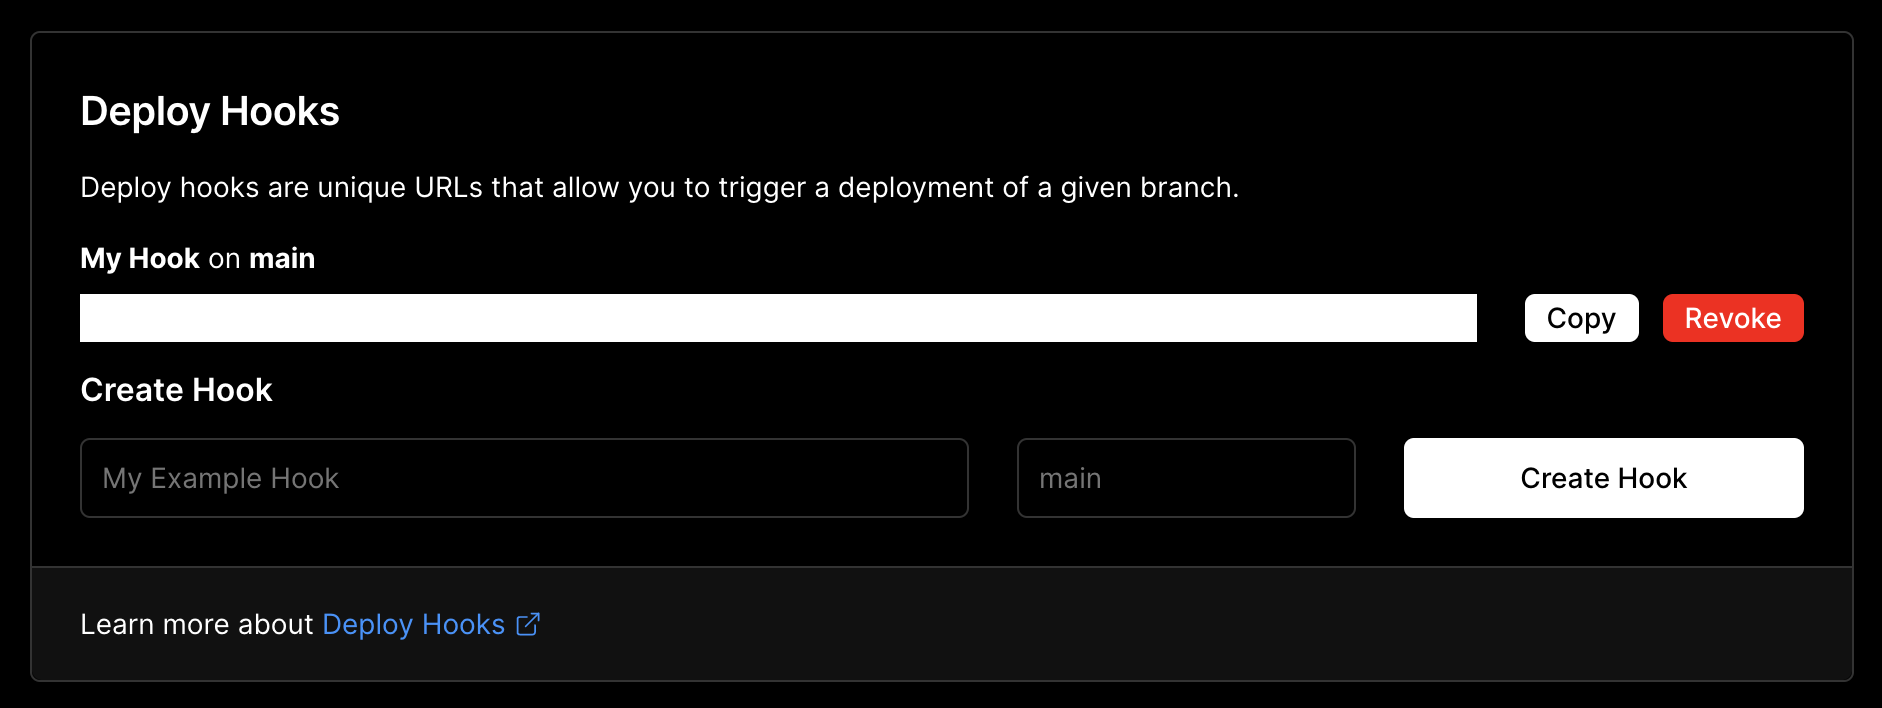 Deploy Hooks
Deploy hooks are unique URLs that allow you to trigger a deployment of a given branch.
My Hook on main
Copy Revoke
Create Hook
My Example Hook main Create Hook
Learn more about Deploy Hooks